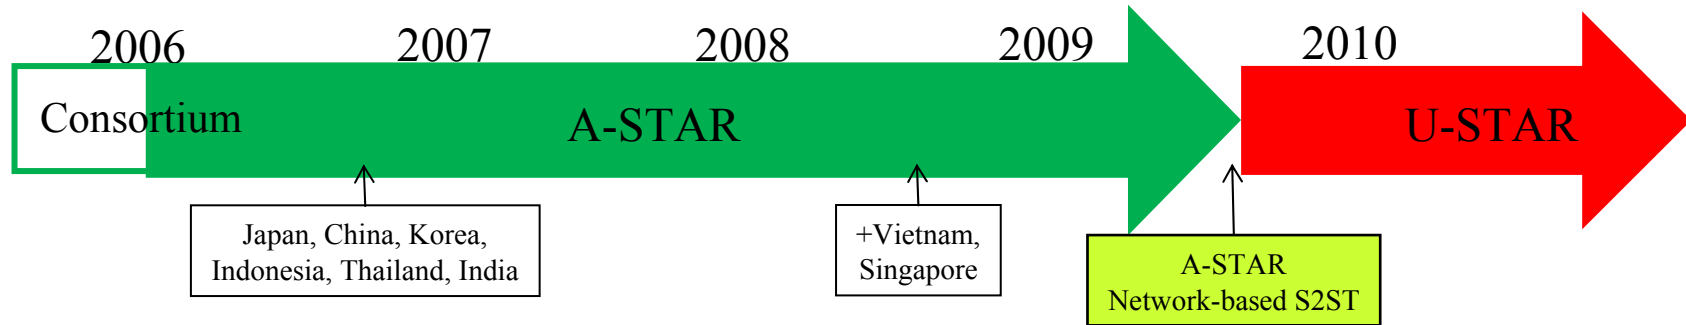 2006 2007 2008 2009 2010
Consortium A-STAR U-STAR
Japan, China, Korea,
Indonesia, Thailand, India
+Vietnam,
Singapore
A-STAR
Network-based S2ST